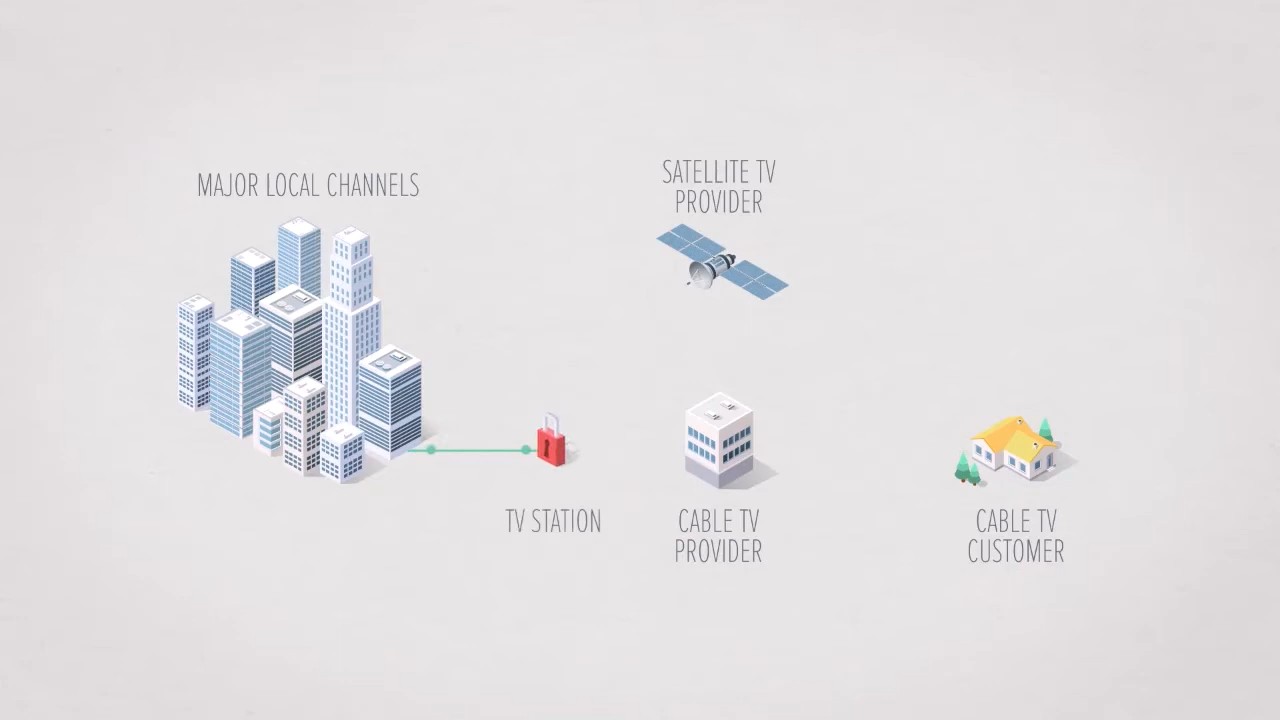 MAJOR LOCAL CHANNELS
SATELLITE TV
PROVIDER
TV STATION
CABLE TV
PROVIDER
CABLE TV
CUSTOMER